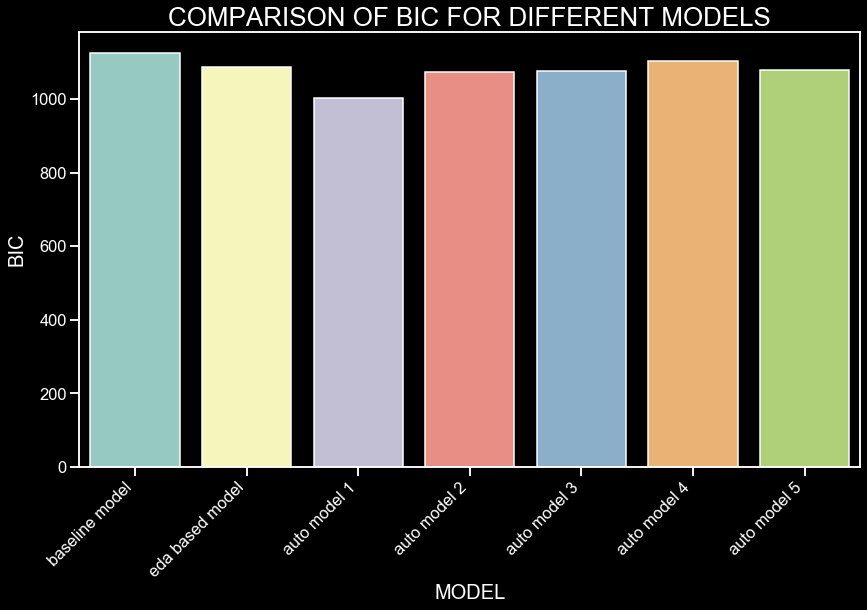 COMPARISON OF BIC FOR DIFFERENT MODELS
BIC
1000
800
600
400
200
0
baseline model
eda based model
auto model 1
auto model 2
auto model 3
auto model 4
auto model 5
MODEL